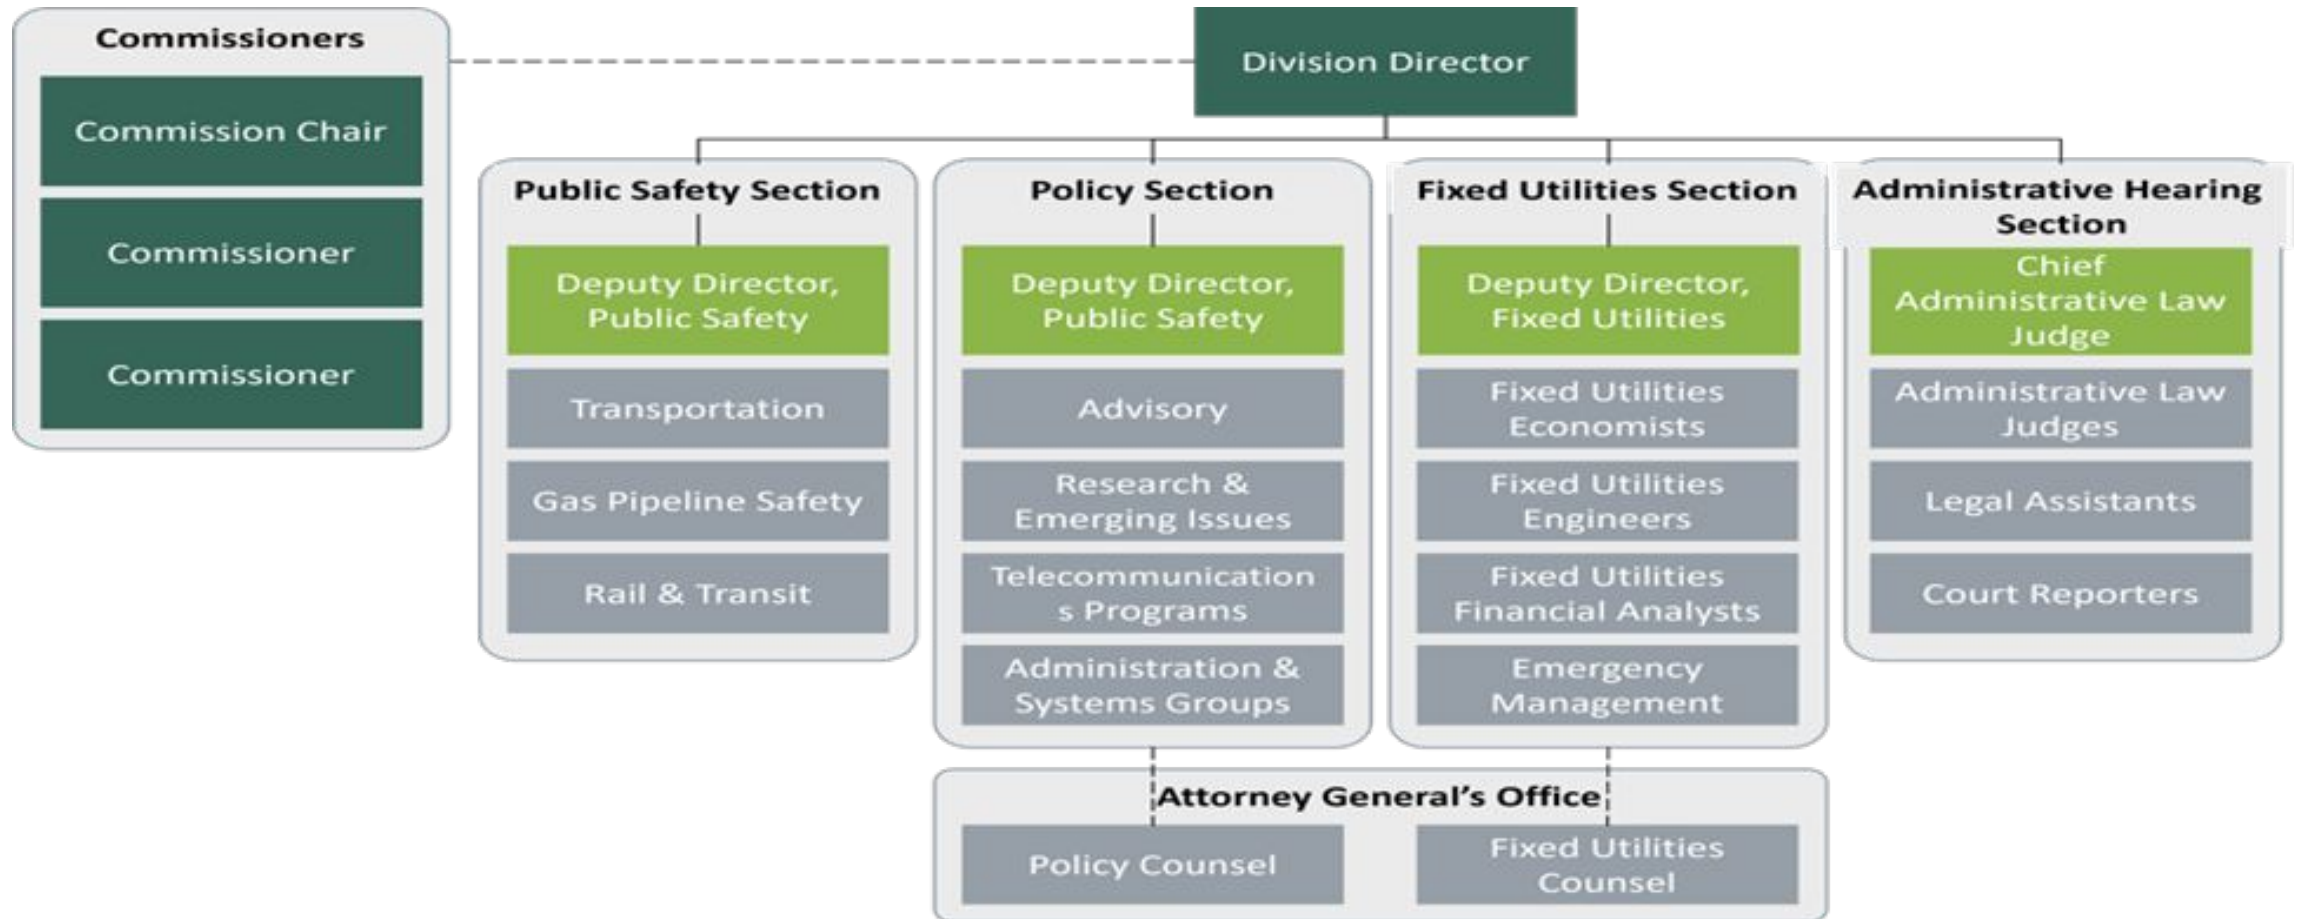 Commissioners
Commission Chair
Commissioner
Commissioner
Division Director
Public Safety Section
Deputy Director,
Public Safety
Transportation
Gas Pipeline Safety
Rail & Transit
Policy Section
Deputy Director,
Public Safety
Advisory
Research &
Emerging Issues
Telecommunication
s Programs
Administration &
Systems Groups
Fixed Utilities Section
Deputy Director,
Fixed Utilities
Fixed Utilities
Economists
Fixed Utilities
Engineers
Fixed Utilities
Financial Analysts
Emergency
Management
Administrative Hearing
Section
Chief
Administrative Law
Judge
Administrative Law
Judges
Legal Assistants
Court Reporters
Attorney General’s Office
Policy Counsel
Fixed Utilities
Counsel